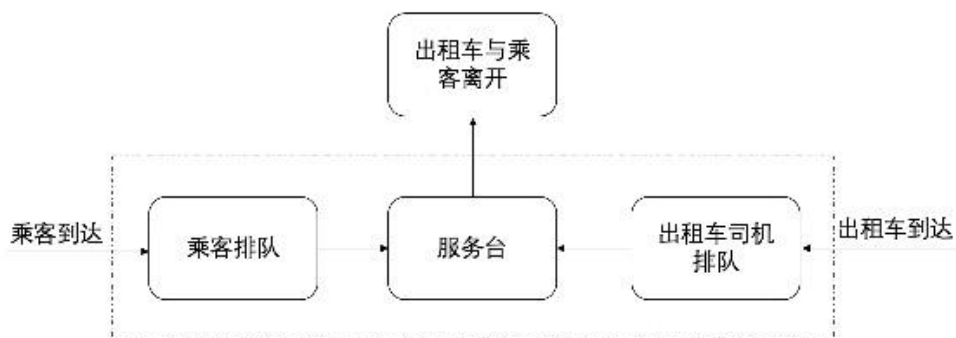 出租车与乘
客离开
乘客到达
乘客排队
服务台
出租车司机
排队
出租车到达